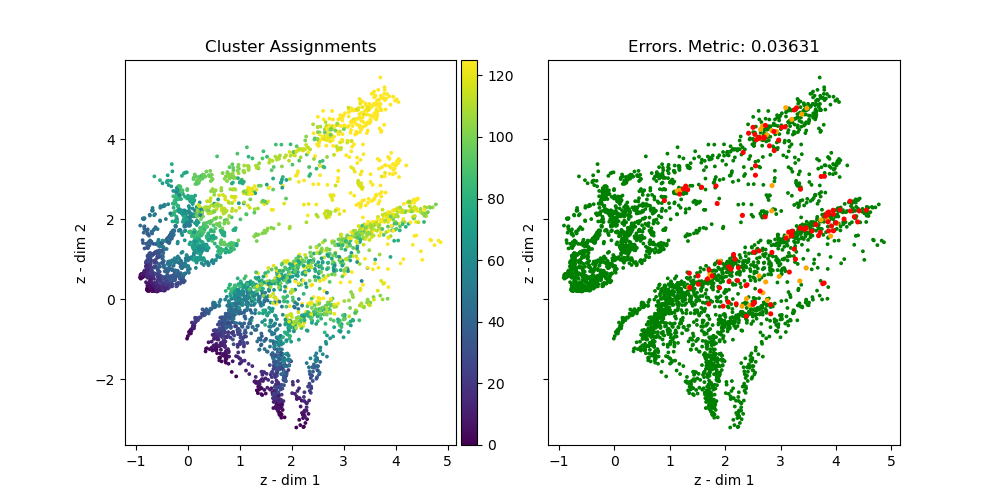 Cluster Assignments
Errors. Metric: 0.03631
z - dim 2
4
2
0
−2
−1 0 1 2 3 4 5
z - dim 1
120
100
80
60
40
20
0
z - dim 2
−1 0 1 2 3 4 5
z - dim 1